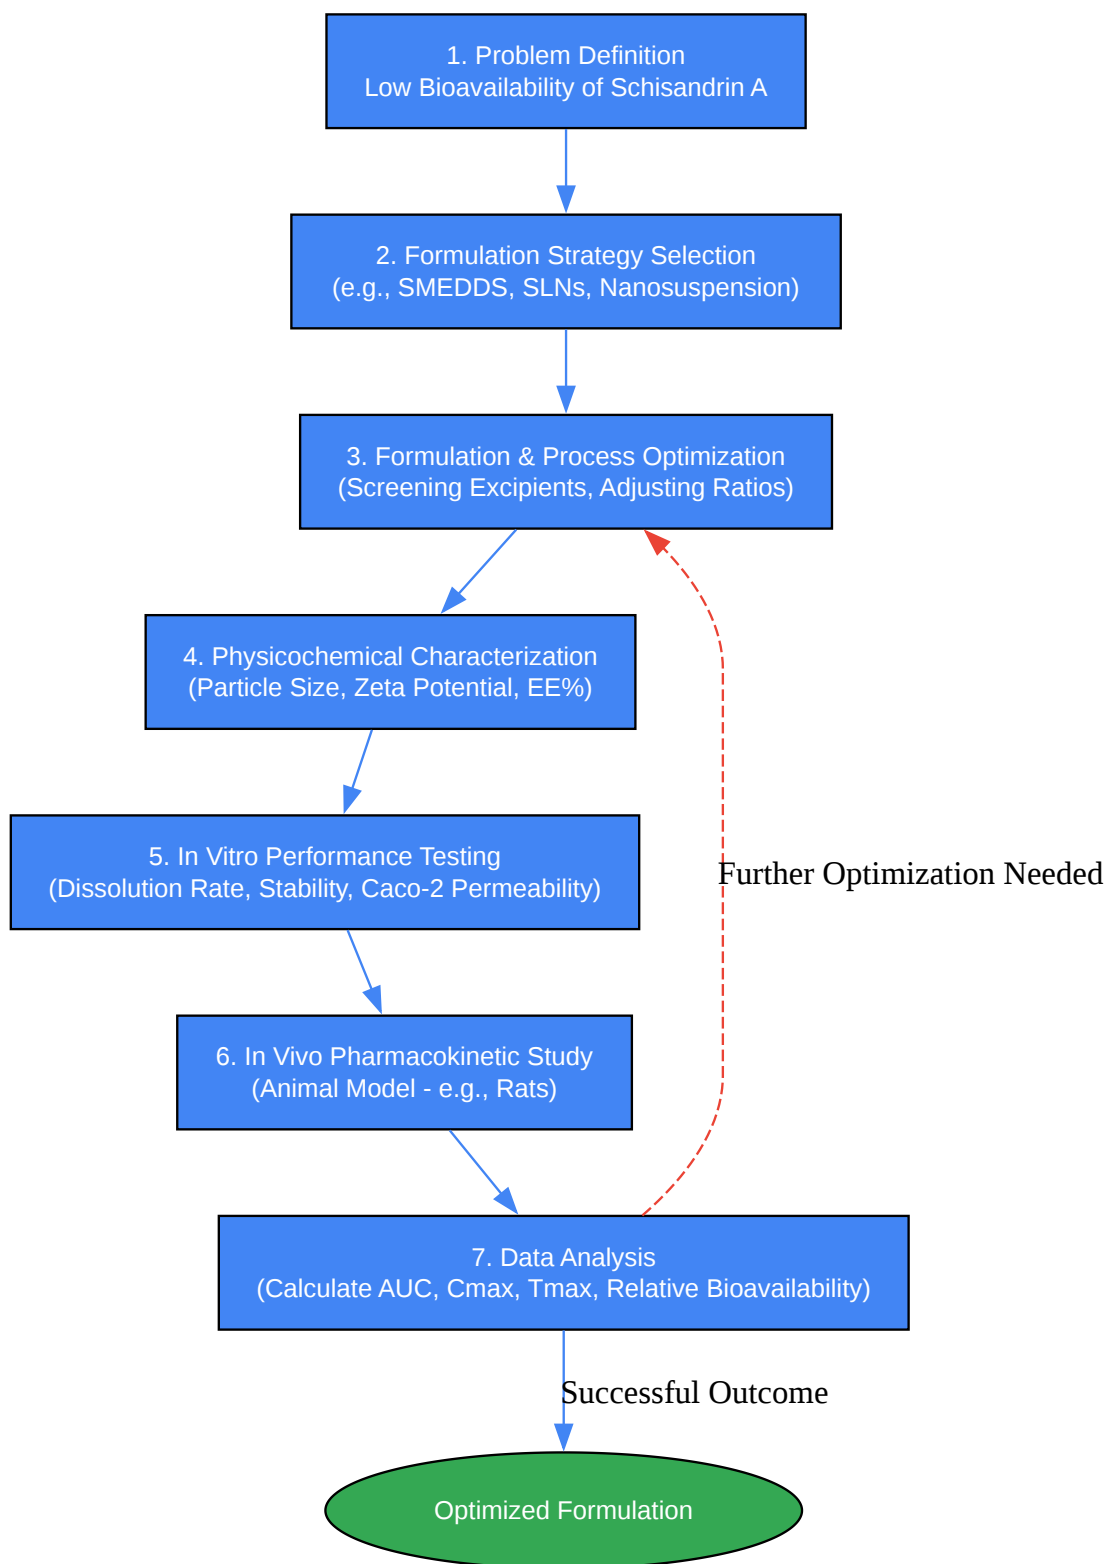 1. Problem Definition
Low Bioavailability of Schisandrin A
2. Formulation Strategy Selection
(e.g., SMEDDS, SLNs, Nanosuspension)
3. Formulation & Process Optimization
(Screening Excipients, Adjusting Ratios)
4. Physicochemical Characterization
(Particle Size, Zeta Potential, EE%)
5. In Vitro Performance Testing
(Dissolution Rate, Stability, Caco-2 Permeability)
Further Optimization Needed
6. In Vivo Pharmacokinetic Study
(Animal Model - e.g., Rats)
7. Data Analysis
(Calculate AUC, Cmax, Tmax, Relative Bioavailability)
Successful Outcome
Optimized Formulation